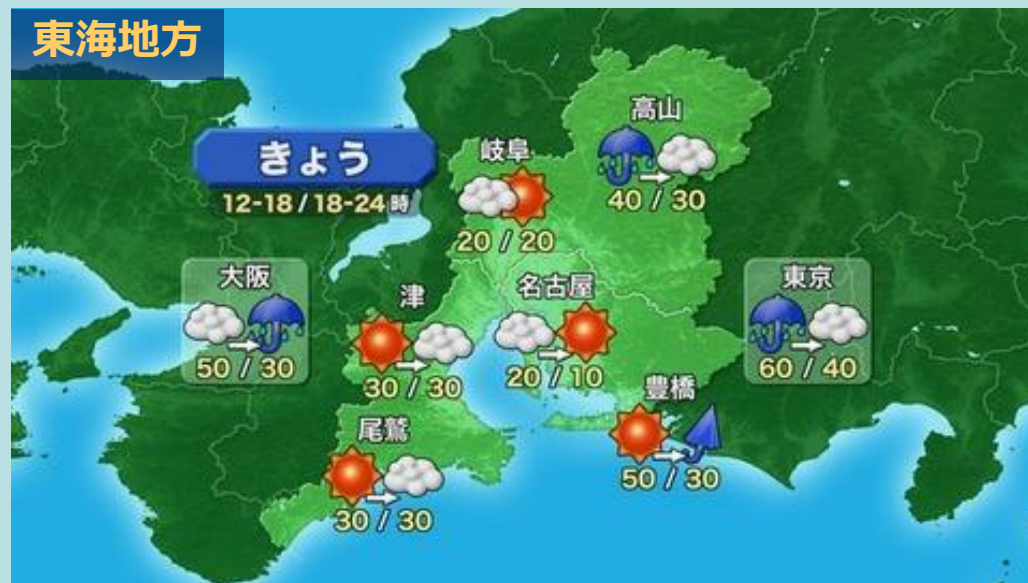 東海地方
きょう
12-18 / 18-24時
高山
40 / 30
岐阜
20 / 20
大阪
50 / 30
津
30 / 30
名古屋
20 / 10
東京
60 / 40
豊橋
50 / 30
尾鷲
30 / 30